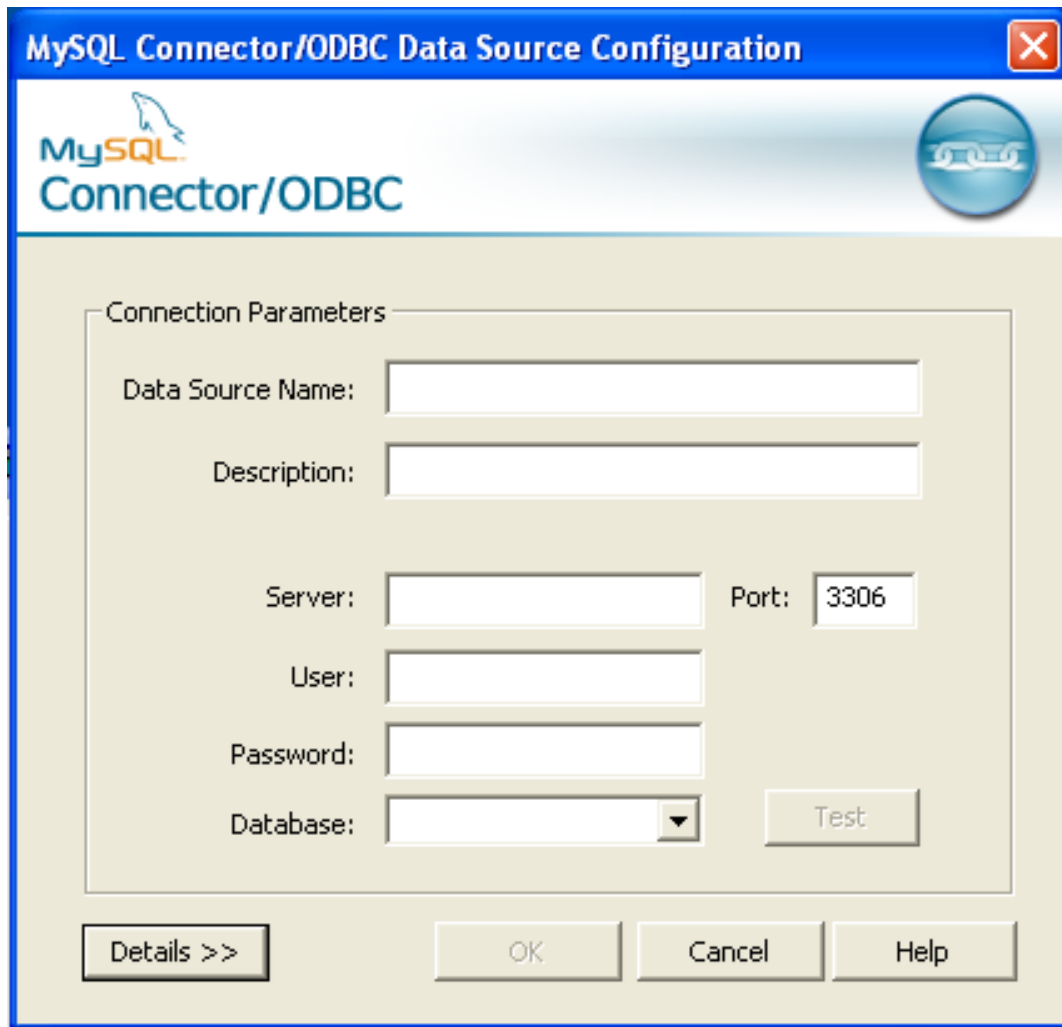 MySQL Connector/ODBC Data Source Configuration
MySQL
Connector/ODBC
Connection Parameters
Data Source Name:
Description:
Server: Port: 3306
User:
Password:
Database: Test
Details >> OK Cancel Help